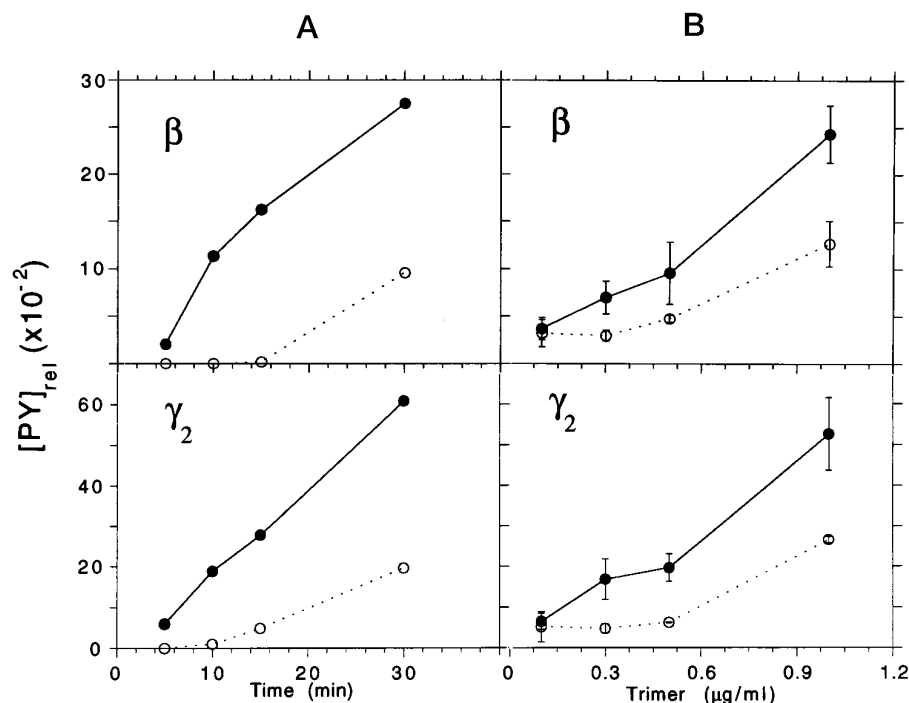 A B
30
20
10
β β
[PY]rel (x10⁻²)
60
40
20
0
γ₂ γ₂
0 10 20 30 0 0.3 0.6 0.9 1.2
Time (min) Trimer (μg/ml)